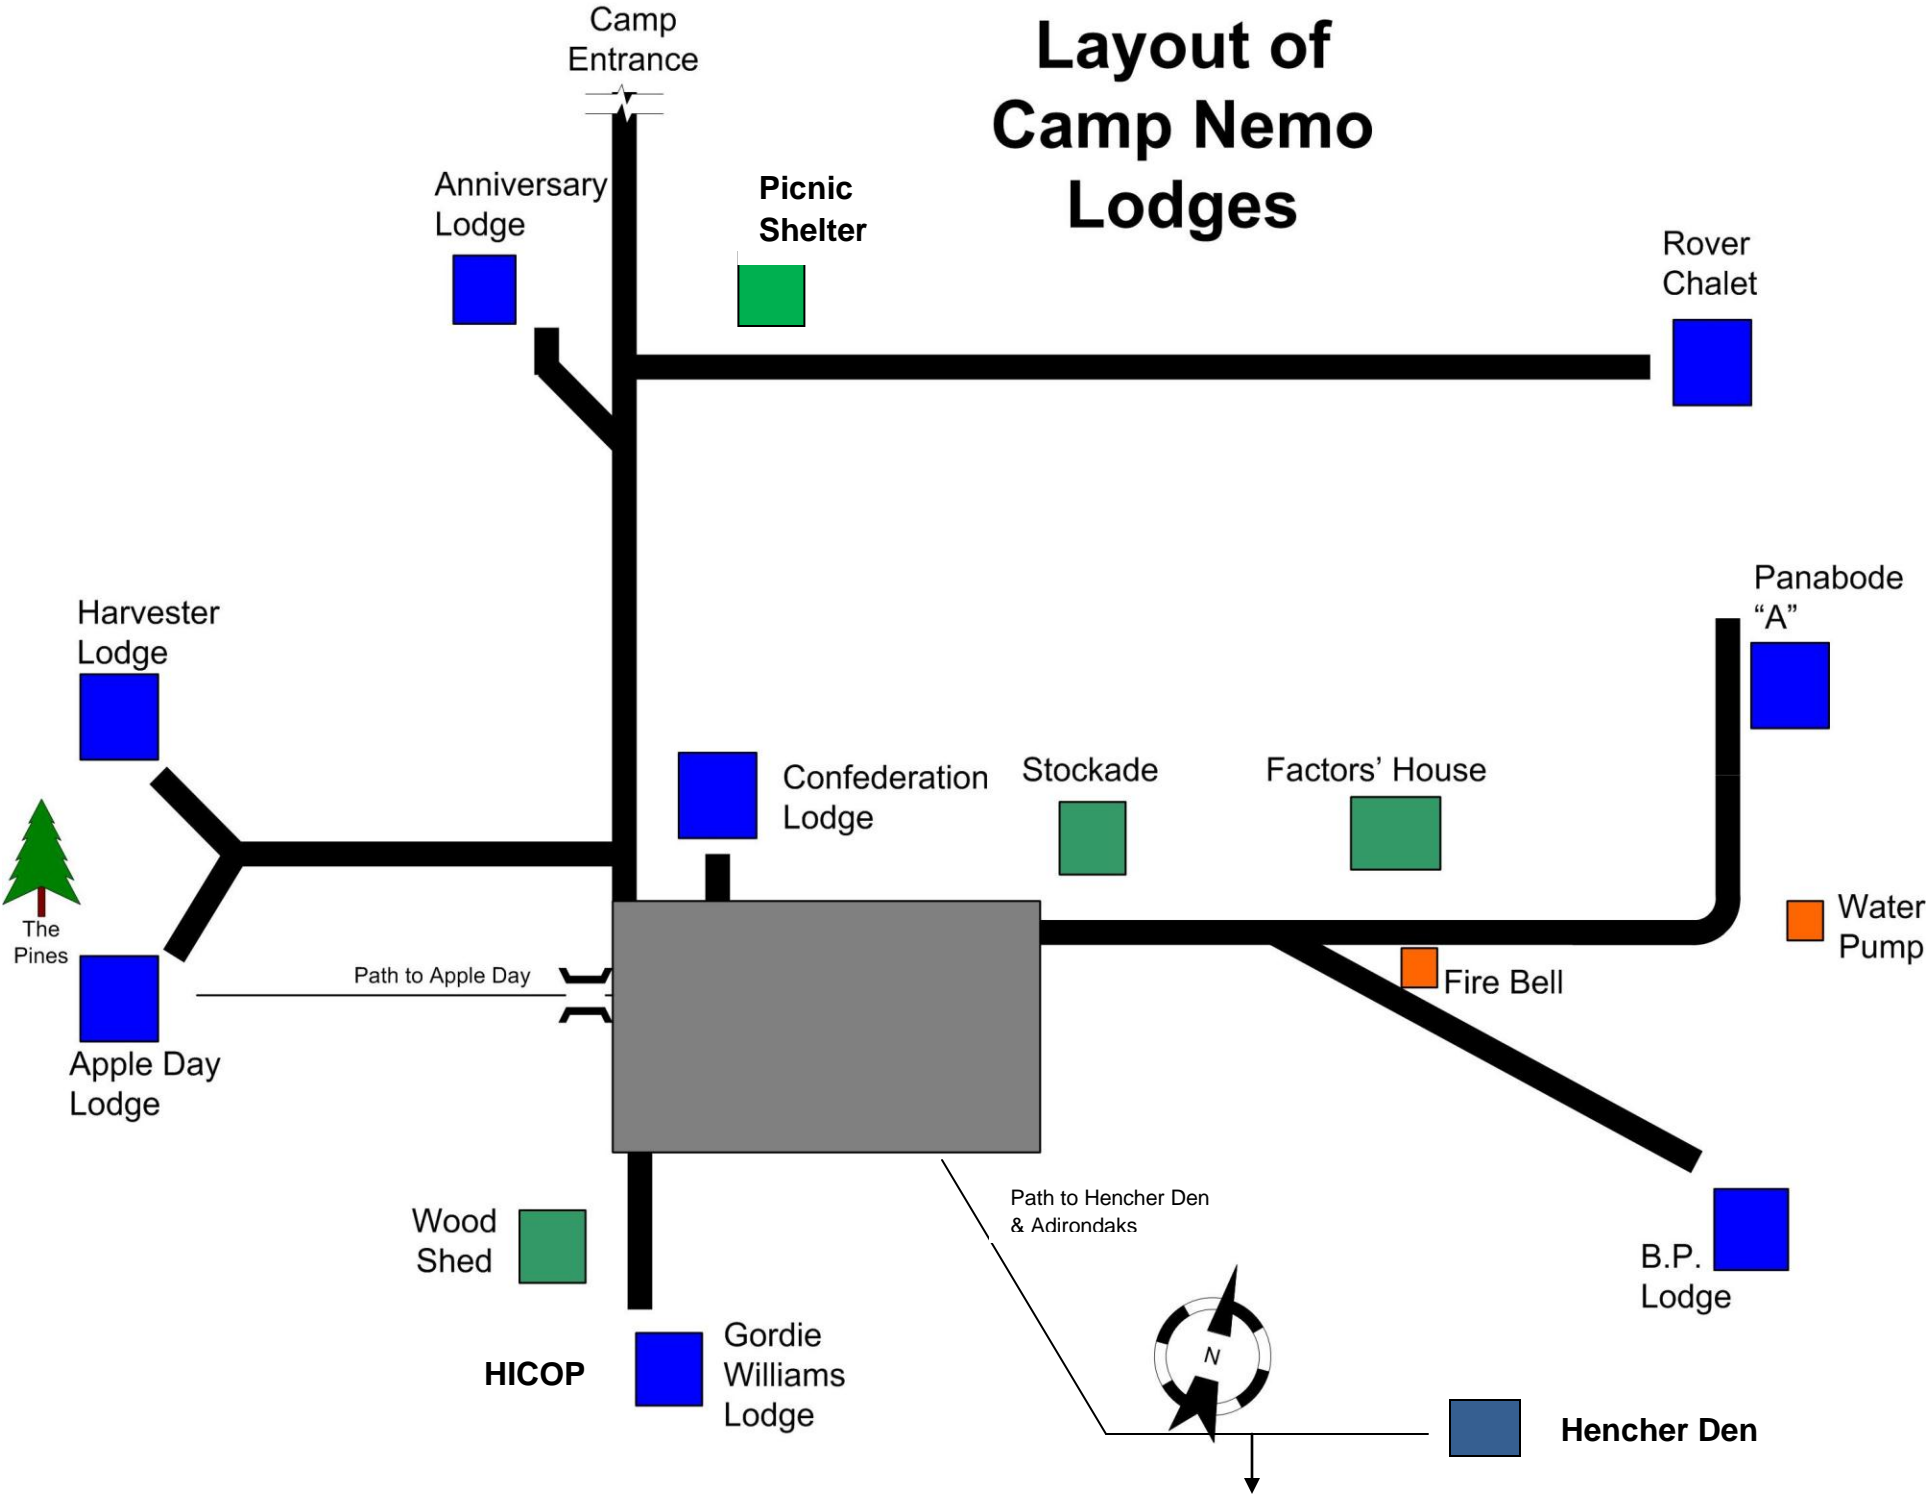 Camp
Entrance
Layout of
Camp Nemo
Lodges
Anniversary
Lodge
Picnic
Shelter
Rover
Chalet
Harvester
Lodge
Panabode
“A”
Confederation
Lodge
Stockade
Factors’ House
The
Pines
Water
Pump
Fire Bell
Path to Apple Day
Apple Day
Lodge
Path to Hencher Den
& Adirondaks
Wood
Shed
B.P.
Lodge
HICOP
Gordie
Williams
Lodge
N
Hencher Den